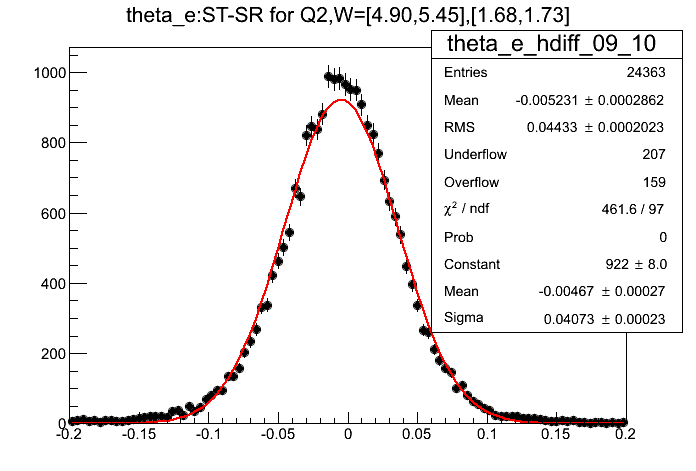 theta_e:ST-SR for Q2,W=[4.90,5.45],[1.68,1.73]
theta_e_hdiff_09_10
Entries 24363
Mean -0.005231 ± 0.0002862
RMS 0.04433 ± 0.0002023
Underflow 207
Overflow 159
χ² / ndf 461.6 / 97
Prob 0
Constant 922 ± 8.0
Mean -0.00467 ± 0.00027
Sigma 0.04073 ± 0.00023
1000
800
600
400
200
0
-0.2 -0.15 -0.1 -0.05 0 0.05 0.1 0.15 0.2